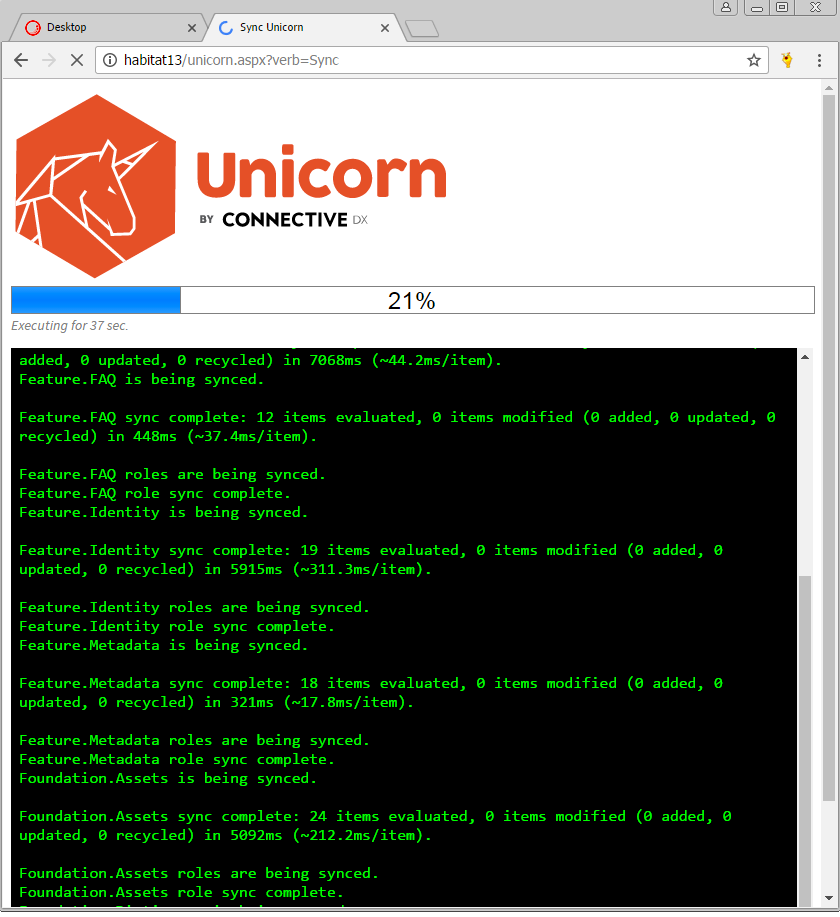 Desktop
Sync Unicorn
habitat13/unicorn.aspx?verb=Sync
Unicorn
BY CONNECTIVE DX
21%
Executing for 37 sec.
added, 0 updated, 0 recycled) in 7068ms (~44.2ms/item).
Feature.FAQ is being synced.
Feature.FAQ sync complete: 12 items evaluated, 0 items modified (0 added, 0 updated, 0
recycled) in 448ms (~37.4ms/item).
Feature.FAQ roles are being synced.
Feature.FAQ role sync complete.
Feature.Identity is being synced.
Feature.Identity sync complete: 19 items evaluated, 0 items modified (0 added, 0
updated, 0 recycled) in 5915ms (~311.3ms/item).
Feature.Identity roles are being synced.
Feature.Identity role sync complete.
Feature.Metadata is being synced.
Feature.Metadata sync complete: 18 items evaluated, 0 items modified (0 added, 0
updated, 0 recycled) in 321ms (~17.8ms/item).
Feature.Metadata roles are being synced.
Feature.Metadata role sync complete.
Foundation.Assets is being synced.
Foundation.Assets sync complete: 24 items evaluated, 0 items modified (0 added, 0
updated, 0 recycled) in 5092ms (~212.2ms/item).
Foundation.Assets roles are being synced.
Foundation.Assets role sync complete.